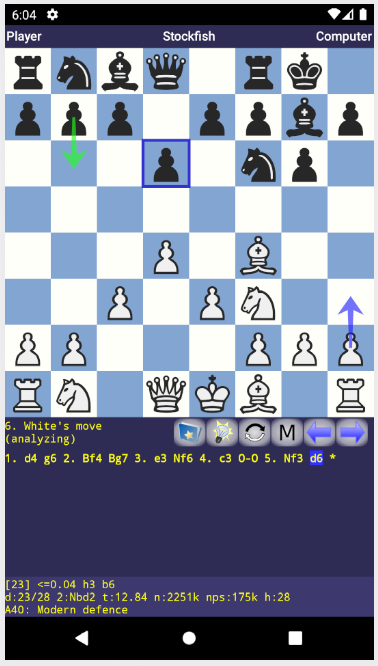 6:04
Player Stockfish Computer
6. White's move
(analyzing)
M
1. d4 g6 2. Bf4 Bg7 3. e3 Nf6 4. c3 O-O 5. Nf3 d6 *
[23] <=0.04 h3 b6
d:23/28 2:Nbd2 t:12.84 n:2251k nps:175k h:28
A40: Modern defence